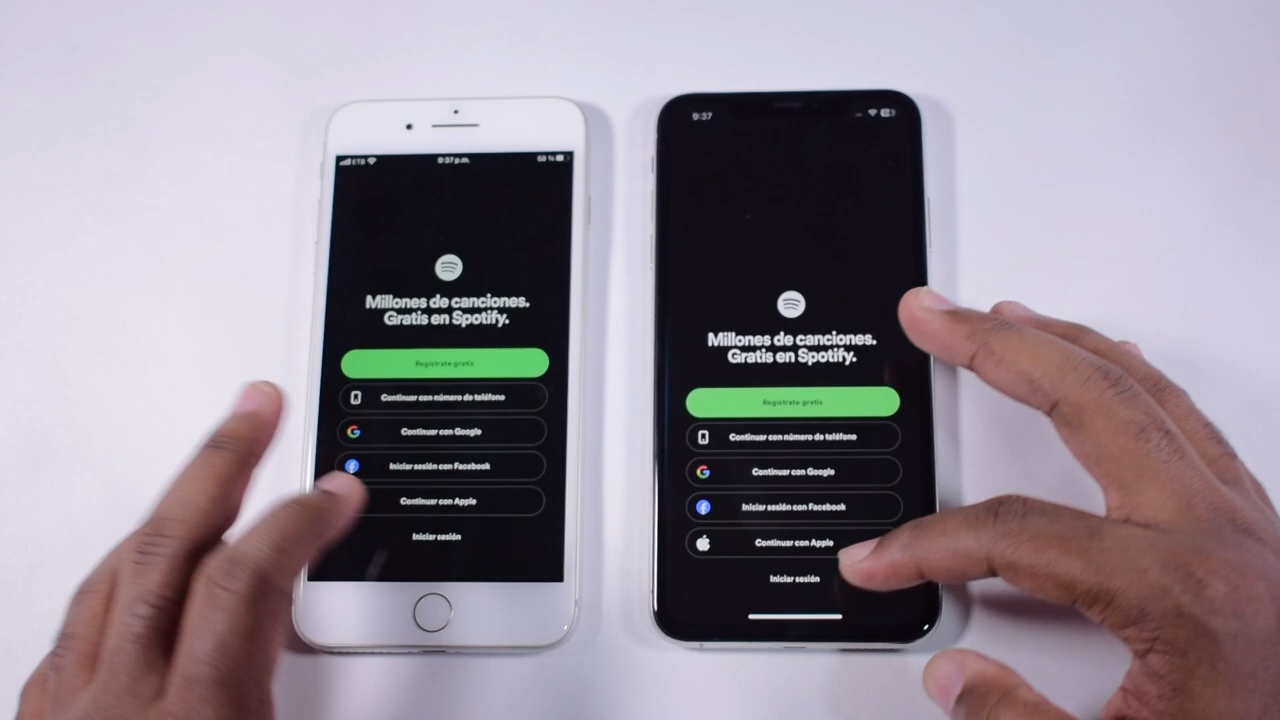 ETB
9:37 p.m.
58 %
Millones de canciones.
Gratis en Spotify.
Regístrate gratis
Continuar con número de teléfono
Continuar con Google
Iniciar sesión con Facebook
Continuar con Apple
Iniciar sesión
9:37
Millones de canciones.
Gratis en Spotify.
Regístrate gratis
Continuar con número de teléfono
Continuar con Google
Iniciar sesión con Facebook
Continuar con Apple
Iniciar sesión